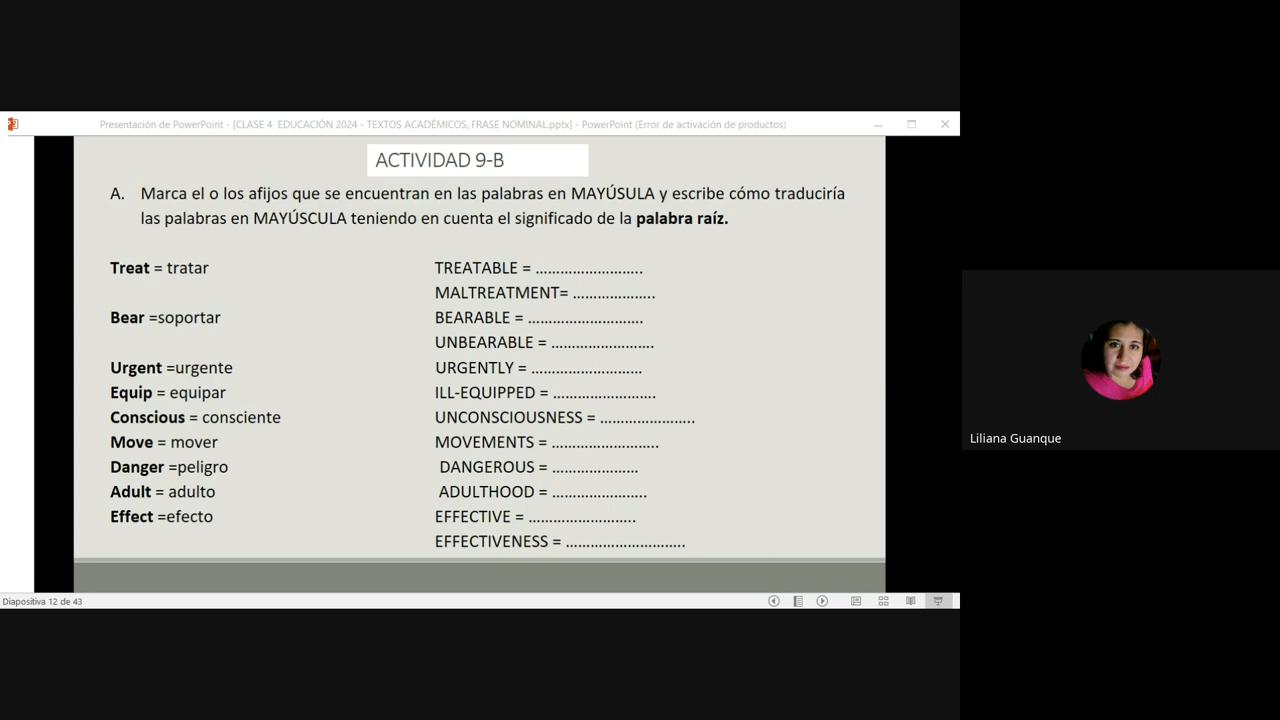 Presentación de PowerPoint - [CLASE 4 EDUCACIÓN 2024 - TEXTOS ACADÉMICOS, FRASE NOMINAL.pptx] - PowerPoint (Error de activación de productos)
ACTIVIDAD 9-B
A. Marca el o los afijos que se encuentran en las palabras en MAYÚSULA y escribe cómo traduciría
las palabras en MAYÚSCULA teniendo en cuenta el significado de la palabra raíz.
Treat = tratar TREATABLE = ……………………..
MALTREATMENT= ………………..
Bear =soportar BEARABLE = ……………………….
UNBEARABLE = …………………….
Urgent =urgente URGENTLY = ………………………
Equip = equipar ILL-EQUIPPED = ……………………..
Conscious = consciente UNCONSCIOUSNESS = …………………..
Move = mover MOVEMENTS = ……………………..
Danger =peligro DANGEROUS = …………………
Adult = adulto ADULTHOOD = …………………..
Effect =efecto EFFECTIVE = ……………………..
EFFECTIVENESS = ………………………..
Diapositiva 12 de 43
Liliana Guanque